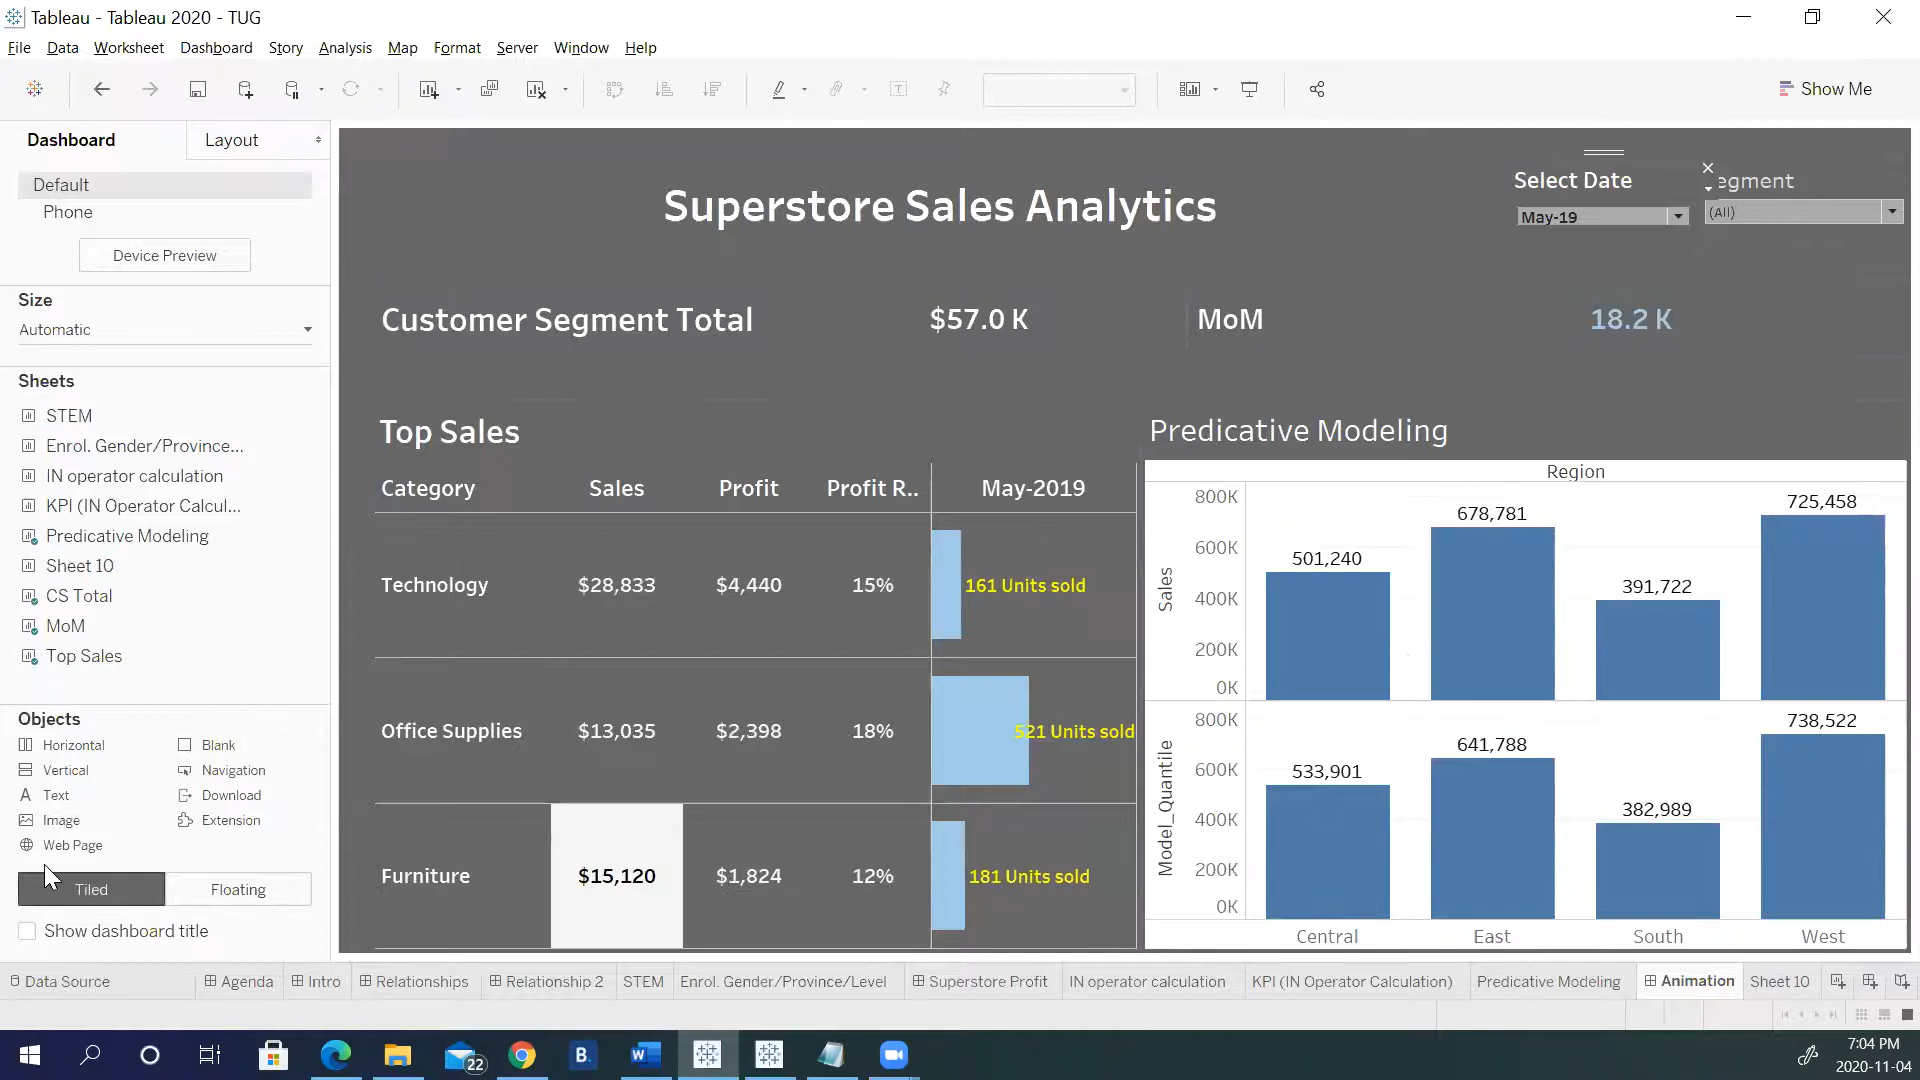 Tableau - Tableau 2020 - TUG
File Data Worksheet Dashboard Story Analysis Map Format Server Window Help
Show Me
Dashboard
Layout
Default
Phone
Device Preview
Size
Automatic
Sheets
STEM
Enrol. Gender/Province...
IN operator calculation
KPI (IN Operator Calcul...
Predicative Modeling
Sheet 10
CS Total
MoM
Top Sales
Objects
Horizontal Blank
Vertical Navigation
Text Download
Image Extension
Web Page
Tiled Floating
Show dashboard title
Superstore Sales Analytics
Select Date
May-19
egment
(All)
Customer Segment Total $57.0 K MoM 18.2 K
Top Sales
Category Sales Profit Profit R.. May-2019
Technology $28,833 $4,440 15% 161 Units sold
Office Supplies $13,035 $2,398 18% 521 Units sold
Furniture $15,120 $1,824 12% 181 Units sold
Predicative Modeling
Region
Sales
800K
600K
400K
200K
0K
501,240
678,781
391,722
725,458
Model_Quantile
800K
600K
400K
200K
0K
533,901
641,788
382,989
738,522
Central East South West
Data Source Agenda Intro Relationships Relationship 2 STEM Enrol. Gender/Province/Level Superstore Profit IN operator calculation KPI (IN Operator Calculation) Predicative Modeling Animation Sheet 10
22
B.
W
7:04 PM
2020-11-04